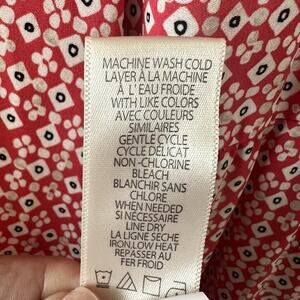 MACHINE WASH COLD
LAVER À LA MACHINE
À L'EAU FROIDE
WITH LIKE COLORS
AVEC COULEURS
SIMILAIRES
GENTLE CYCLE
CYCLE DÉLICAT
NON-CHLORINE
BLEACH
BLANCHIR SANS
CHLORE
WHEN NEEDED
SI NÉCESSAIRE
LINE DRY
LA LIGNE SECHE
IRON,LOW HEAT
REPASSER AU
FER FROID